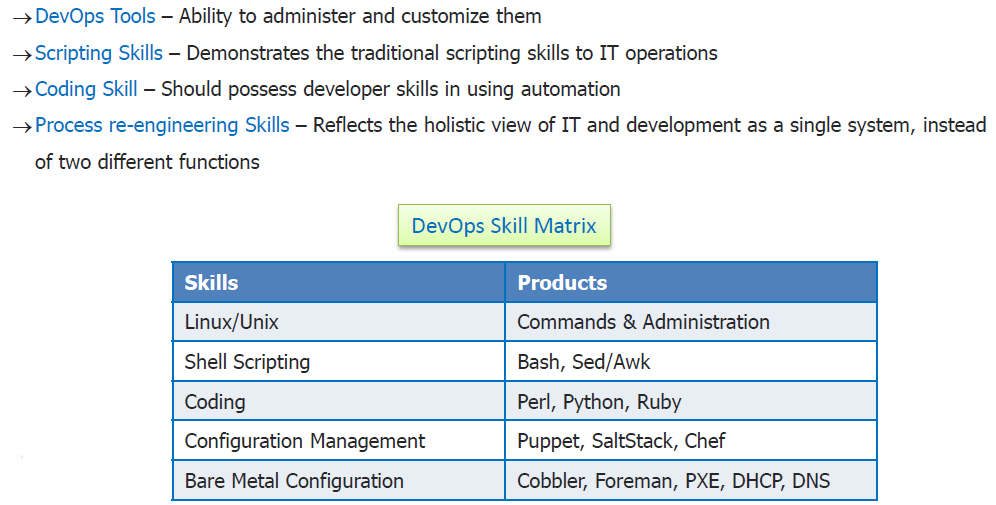 → DevOps Tools – Ability to administer and customize them
→ Scripting Skills – Demonstrates the traditional scripting skills to IT operations
→ Coding Skill – Should possess developer skills in using automation
→ Process re-engineering Skills – Reflects the holistic view of IT and development as a single system, instead
of two different functions
DevOps Skill Matrix
Skills Products
Linux/Unix Commands & Administration
Shell Scripting Bash, Sed/Awk
Coding Perl, Python, Ruby
Configuration Management Puppet, SaltStack, Chef
Bare Metal Configuration Cobbler, Foreman, PXE, DHCP, DNS